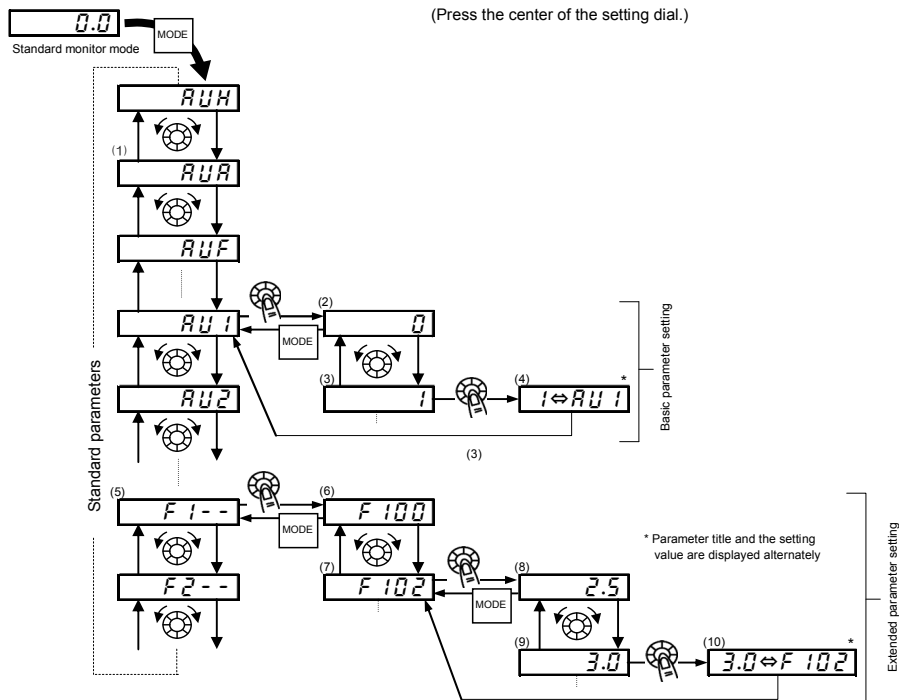 (Press the center of the setting dial.)
0.0
MODE
Standard monitor mode
AUH
(1)
AUA
AUF
AU1
(2)
0
MODE
(3)
1
(4)
1⇔AU1
*
AU2
(3)
Basic parameter setting
Standard parameters
(5)
F1--
(6)
F100
MODE
* Parameter title and the setting
value are displayed alternately
F2--
(7)
F102
(8)
2.5
MODE
(9)
3.0
(10)
3.0⇔F102
*
Extended parameter setting